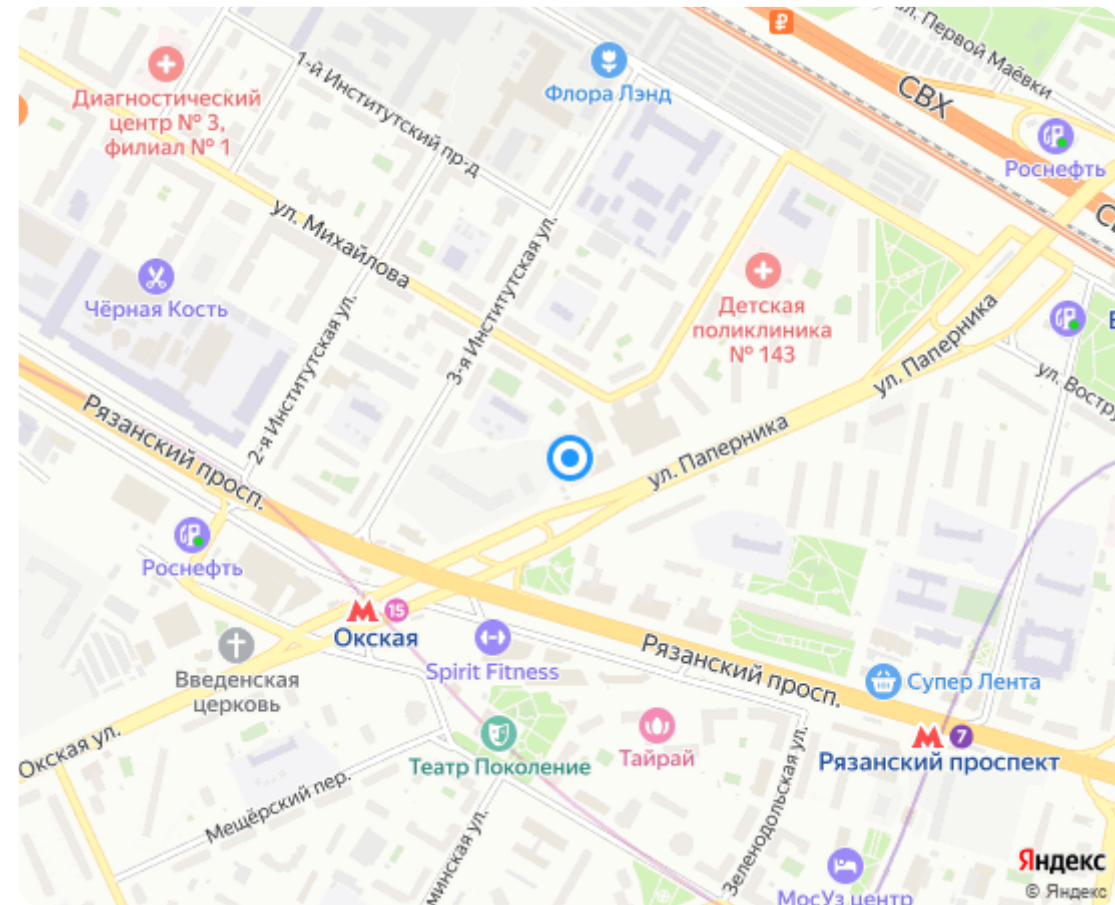 ул. Первой Маёвки
₽
1-й Институтский пр-д
Флора Лэнд
СВХ
Диагностический
центр № 3,
филиал № 1
Роснефть
ул. Михайлова
3-я Институтская ул.
Чёрная Кость
Детская
поликлиника
№ 143
2-я Институтская ул.
ул. Паперника
Рязанский просп.
ул. Паперника
Роснефть
15
Окская
Spirit Fitness
Рязанский просп.
Введенская
церковь
Супер Лента
7
Рязанский проспект
Окская ул.
Театр Поколение
Тайрай
Мещёрский пер.
Зеленодольская ул.
МосУз центр
Яндекс
© Яндекс